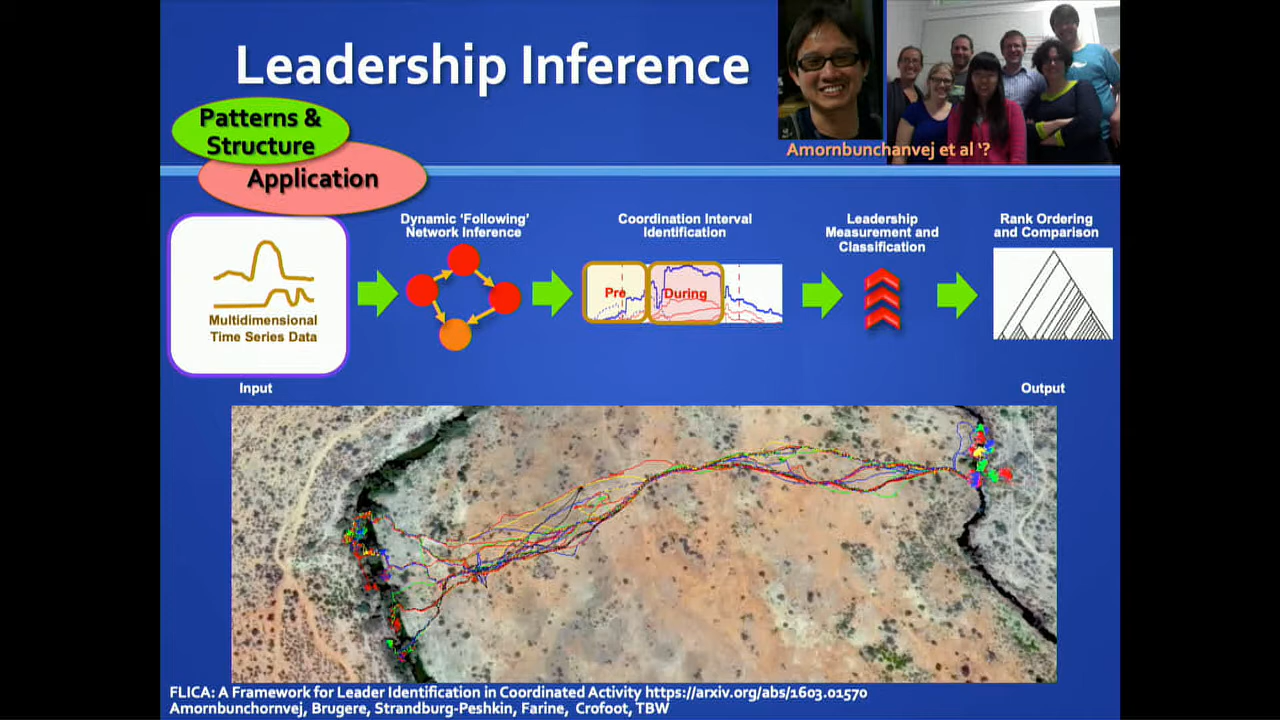 Leadership Inference
Patterns &
Structure
Application
Amornbunchanvej et al ‘?
Multidimensional
Time Series Data
Input
Dynamic ‘Following’
Network Inference
Coordination Interval
Identification
Pre
During
Leadership
Measurement and
Classification
Rank Ordering
and Comparison
Output
FLICA: A Framework for Leader Identification in Coordinated Activity https://arxiv.org/abs/1603.01570
Amornbunchornvej, Brugere, Strandburg-Peshkin, Farine, Crofoot, TBW